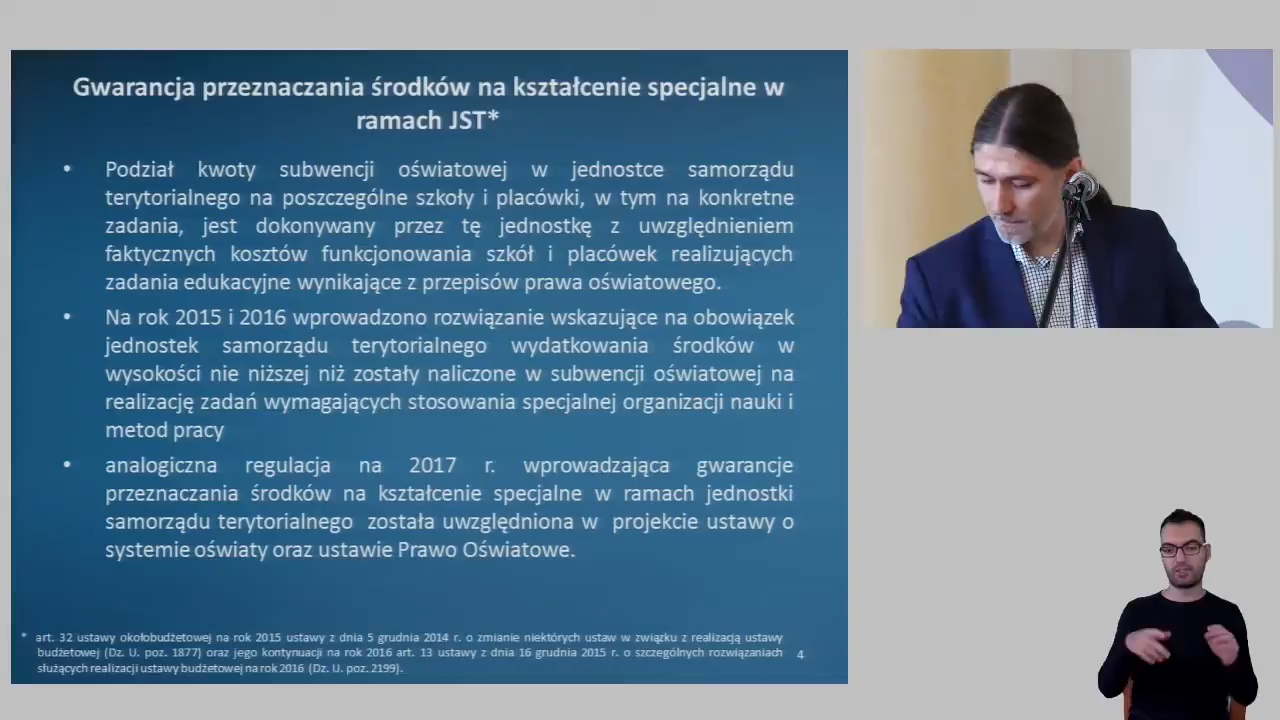 Gwarancja przeznaczania środków na kształcenie specjalne w
ramach JST*
• Podział kwoty subwencji oświatowej w jednostce samorządu
terytorialnego na poszczególne szkoły i placówki, w tym na konkretne
zadania, jest dokonywany przez tę jednostkę z uwzględnieniem
faktycznych kosztów funkcjonowania szkół i placówek realizujących
zadania edukacyjne wynikające z przepisów prawa oświatowego.
• Na rok 2015 i 2016 wprowadzono rozwiązanie wskazujące na obowiązek
jednostek samorządu terytorialnego wydatkowania środków w
wysokości nie niższej niż zostały naliczone w subwencji oświatowej na
realizację zadań wymagających stosowania specjalnej organizacji nauki i
metod pracy
• analogiczna regulacja na 2017 r. wprowadzająca gwarancje
przeznaczania środków na kształcenie specjalne w ramach jednostki
samorządu terytorialnego została uwzględniona w projekcie ustawy o
systemie oświaty oraz ustawie Prawo Oświatowe.
* art. 32 ustawy okołobudżetowej na rok 2015 ustawy z dnia 5 grudnia 2014 r. o zmianie niektórych ustaw w związku z realizacją ustawy
budżetowej (Dz. U. poz. 1877) oraz jego kontynuacji na rok 2016 art. 13 ustawy z dnia 16 grudnia 2015 r. o szczególnych rozwiązaniach
służących realizacji ustawy budżetowej na rok 2016 (Dz. U. poz. 2199).
4